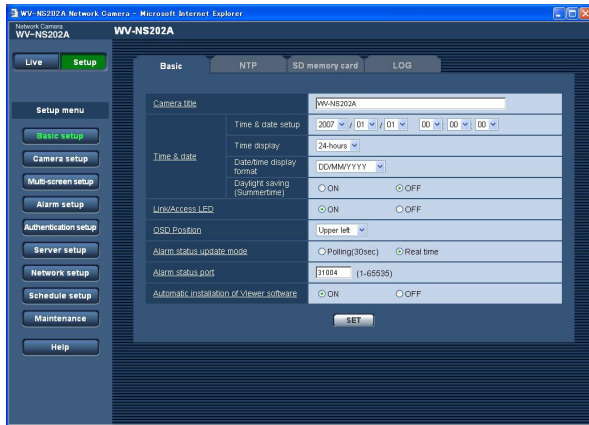 WV-NS202A Network Camera - Microsoft Internet Explorer
Network Camera
WV-NS202A
WV-NS202A
Live Setup
Basic NTP SD memory card LOG
Setup menu
Basic setup
Camera setup
Multi-screen setup
Alarm setup
Authentication setup
Server setup
Network setup
Schedule setup
Maintenance
Help
Camera title WV-NS202A
Time & date
Time & date setup 2007 / 01 / 01 00 : 00 : 00
Time display 24-hours
Date/time display format DD/MM/YYYY
Daylight saving (Summertime) ON OFF
Link/Access LED ON OFF
OSD Position Upper left
Alarm status update mode Polling(30sec) Real time
Alarm status port 31004 (1-65535)
Automatic installation of Viewer software ON OFF
SET